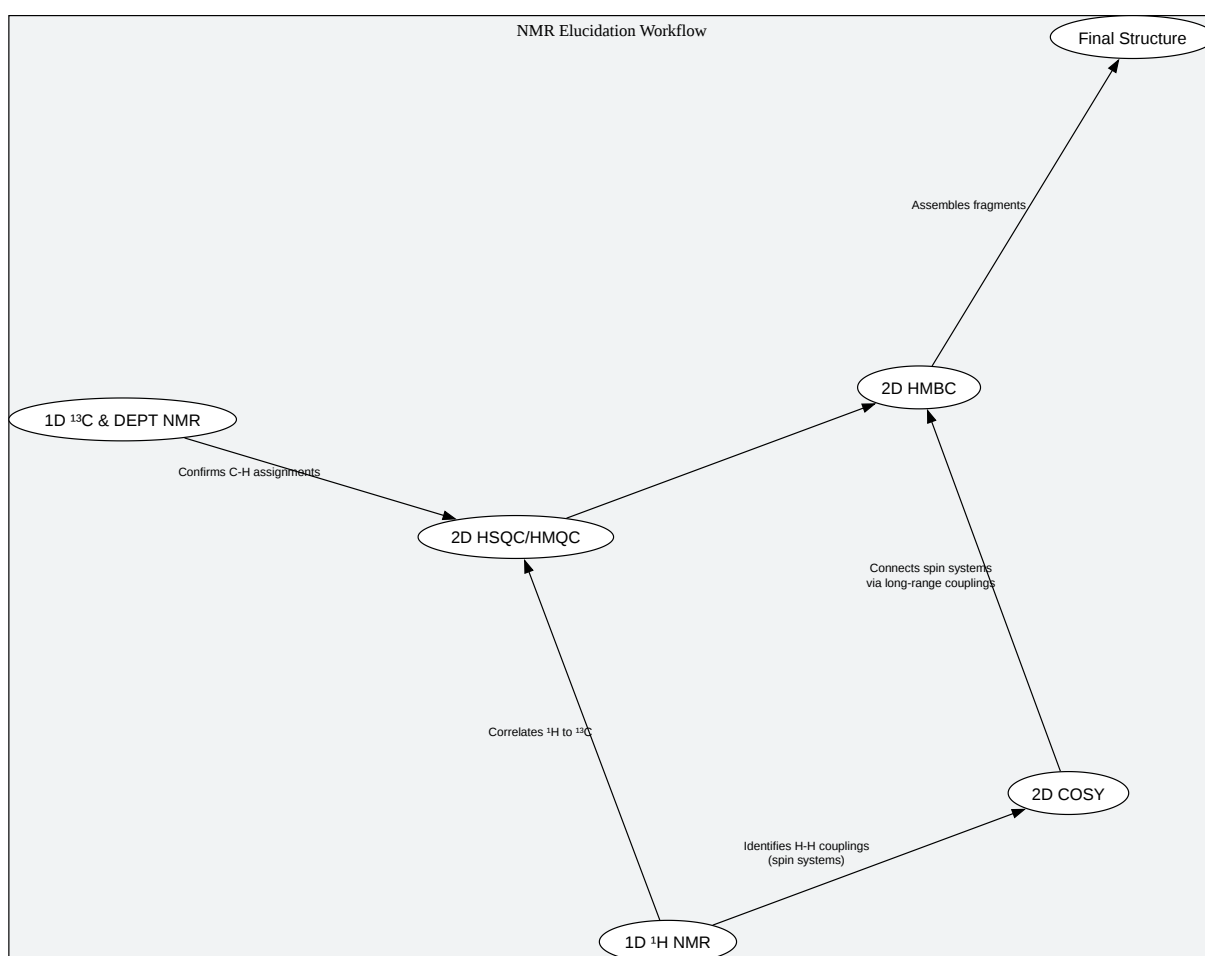 NMR Elucidation Workflow
Final Structure
Assembles fragments
2D HMBC
1D ¹³C & DEPT NMR
Confirms C-H assignments
2D HSQC/HMQC
Connects spin systems
via long-range couplings
Correlates ¹H to ¹³C
2D COSY
Identifies H-H couplings
(spin systems)
1D ¹H NMR